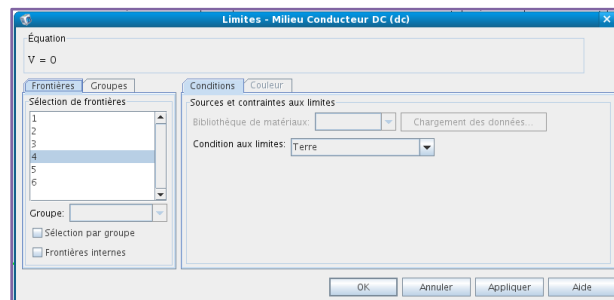 Limites - Milieu Conducteur DC (dc)
Équation
V = 0
Frontières Groupes
Sélection de frontières
1
2
3
4
5
6
Groupe:
Sélection par groupe
Frontières internes
Conditions Couleur
Sources et contraintes aux limites
Bibliothèque de matériaux: Chargement des données...
Condition aux limites: Terre
OK Annuler Appliquer Aide